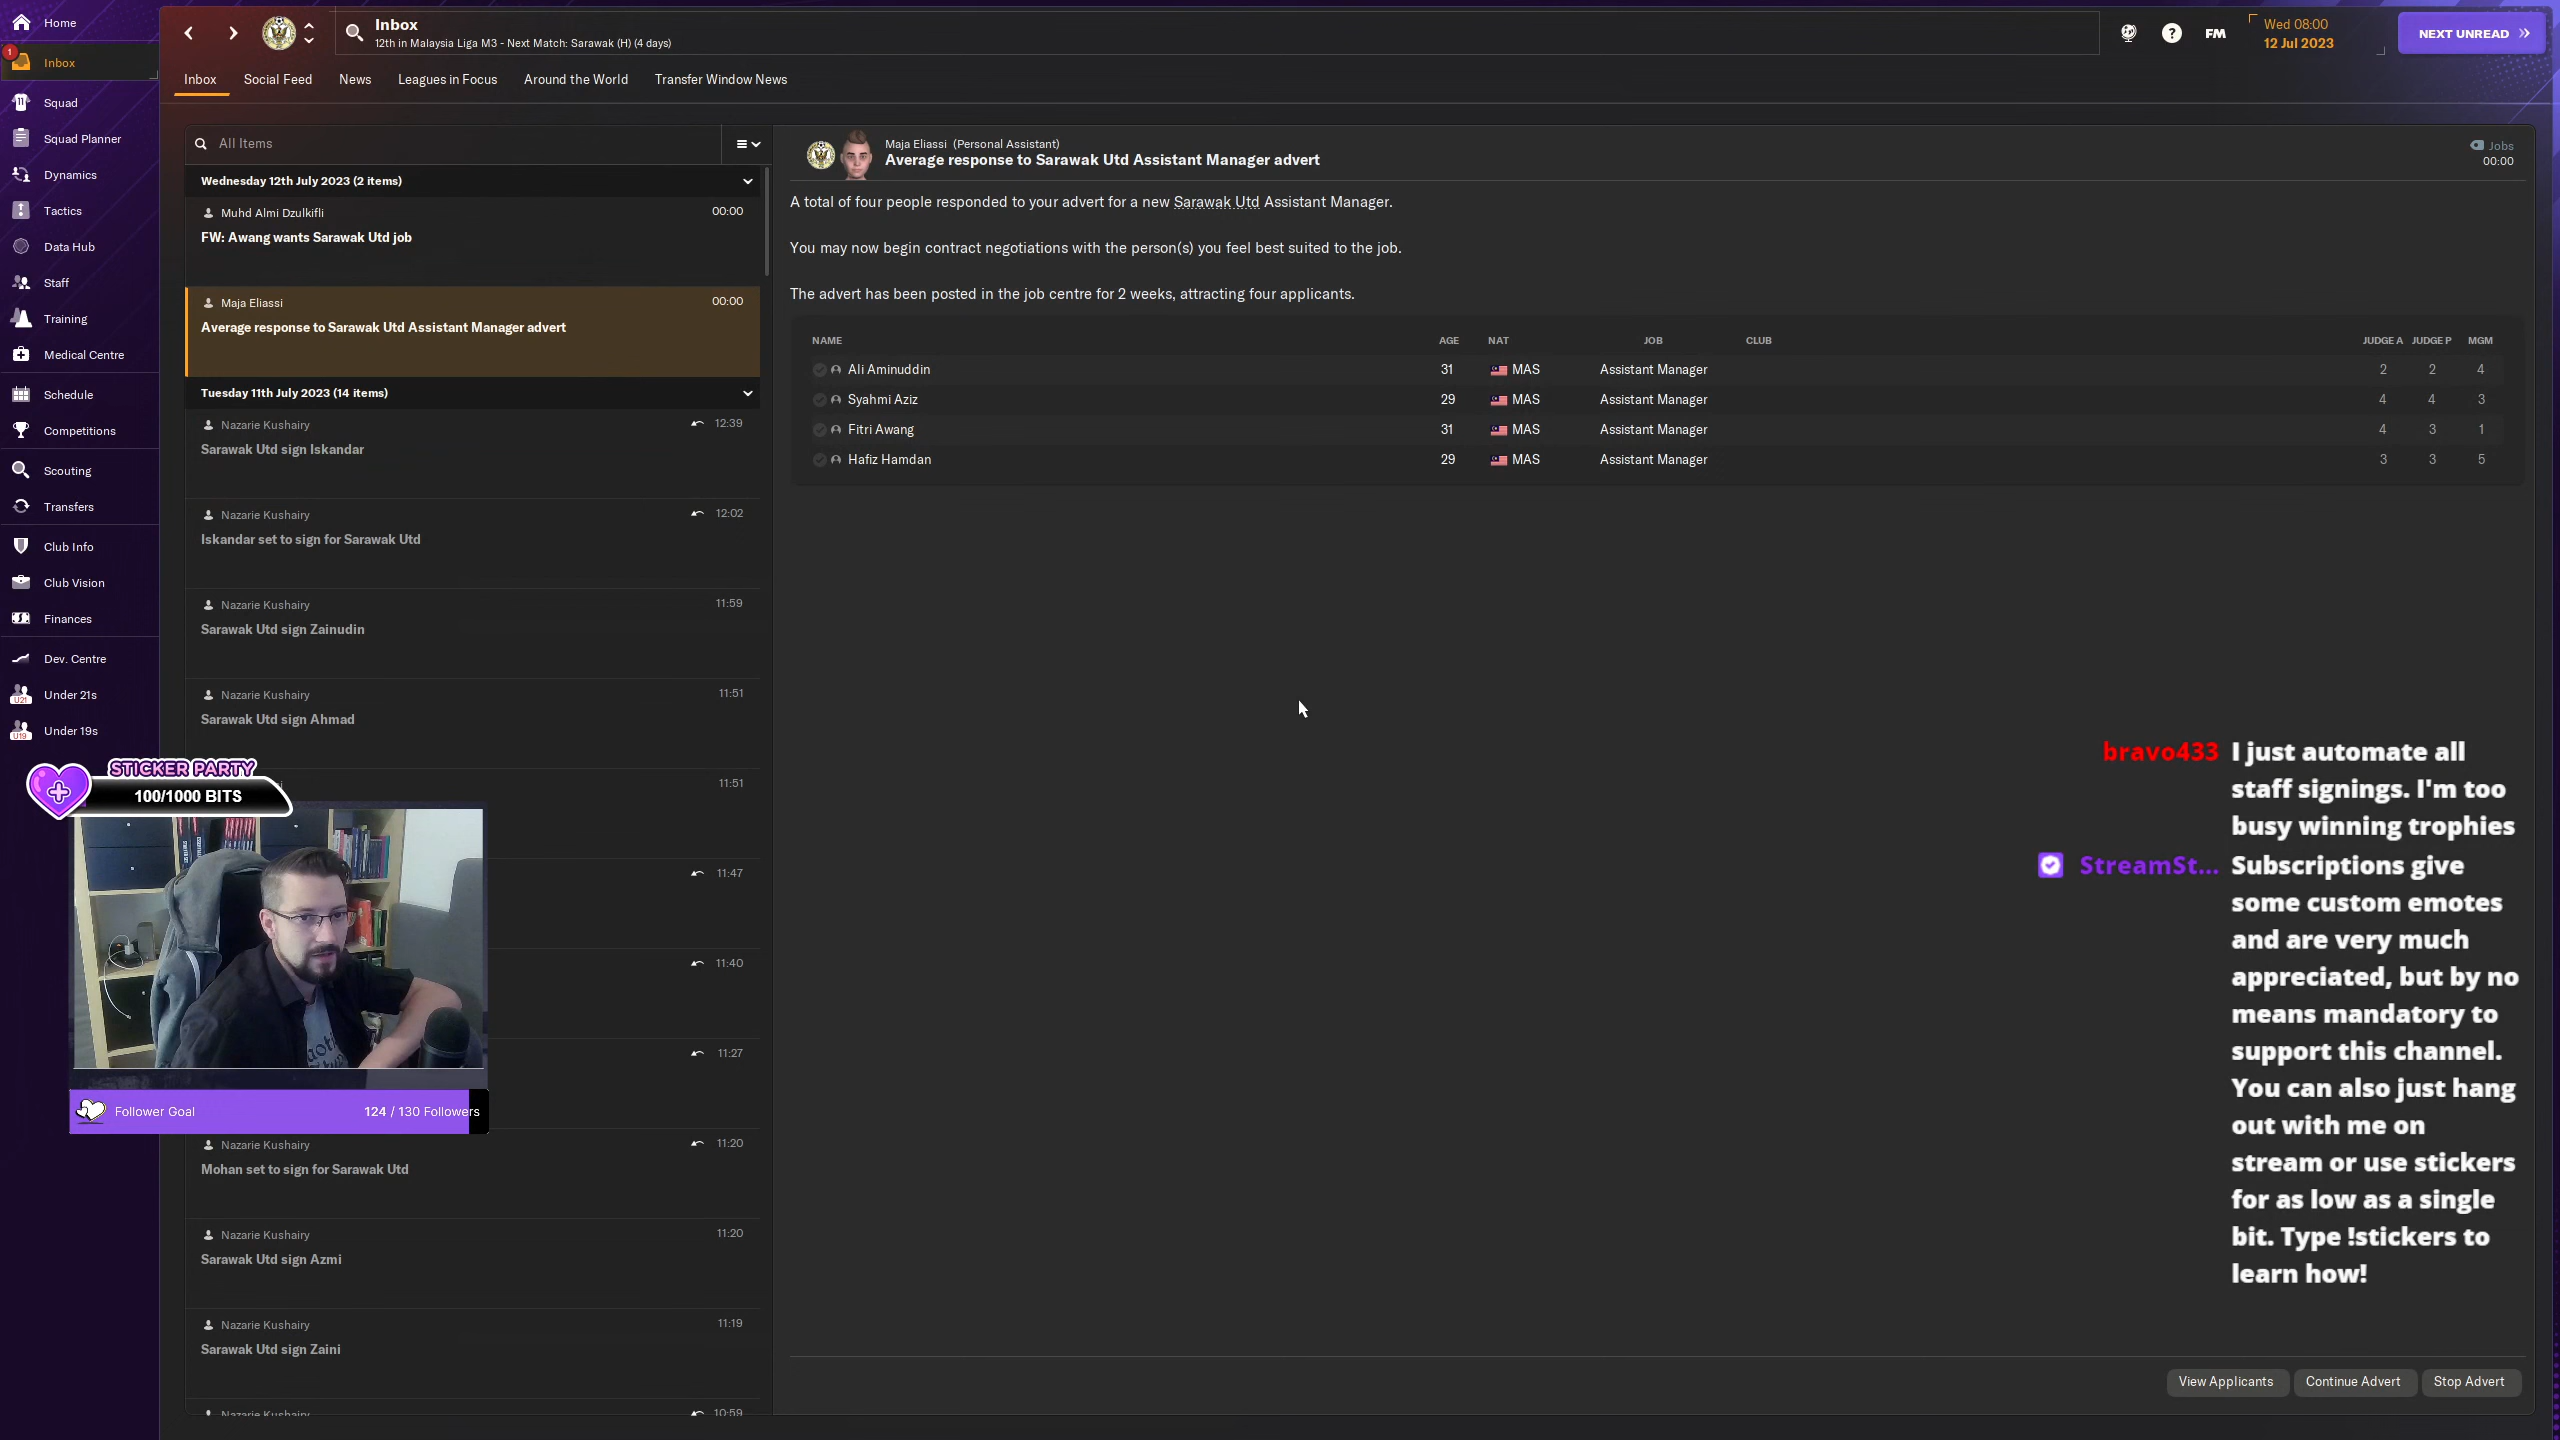 Home
1
Inbox
Squad
Squad Planner
Dynamics
Tactics
Data Hub
Staff
Training
Medical Centre
Schedule
Competitions
Scouting
Transfers
Club Info
Club Vision
Finances
Dev. Centre
U21
Under 21s
U19
Under 19s
Inbox
12th in Malaysia Liga M3 - Next Match: Sarawak (H) (4 days)
FM
Wed 08:00
12 Jul 2023
NEXT UNREAD
Inbox Social Feed News Leagues in Focus Around the World Transfer Window News
All Items
Wednesday 12th July 2023 (2 items)
Muhd Almi Dzulkifli 00:00
FW: Awang wants Sarawak Utd job
Maja Eliassi 00:00
Average response to Sarawak Utd Assistant Manager advert
Tuesday 11th July 2023 (14 items)
Nazarie Kushairy 12:39
Sarawak Utd sign Iskandar
Nazarie Kushairy 12:02
Iskandar set to sign for Sarawak Utd
Nazarie Kushairy 11:59
Sarawak Utd sign Zainudin
Nazarie Kushairy 11:51
Sarawak Utd sign Ahmad
11:51
11:47
11:40
11:27
Nazarie Kushairy 11:20
Mohan set to sign for Sarawak Utd
Nazarie Kushairy 11:20
Sarawak Utd sign Azmi
Nazarie Kushairy 11:19
Sarawak Utd sign Zaini
Nazarie Kushairy 10:59
STICKER PARTY
100/1000 BITS
Follower Goal 124 / 130 Followers
Maja Eliassi (Personal Assistant)
Average response to Sarawak Utd Assistant Manager advert
Jobs
00:00
A total of four people responded to your advert for a new Sarawak Utd Assistant Manager.
You may now begin contract negotiations with the person(s) you feel best suited to the job.
The advert has been posted in the job centre for 2 weeks, attracting four applicants.
NAME AGE NAT JOB CLUB JUDGE A JUDGE P MGM
Ali Aminuddin 31 MAS Assistant Manager 2 2 4
Syahmi Aziz 29 MAS Assistant Manager 4 4 3
Fitri Awang 31 MAS Assistant Manager 4 3 1
Hafiz Hamdan 29 MAS Assistant Manager 3 3 5
bravo433 I just automate all
staff signings. I'm too
busy winning trophies
StreamSt... Subscriptions give
some custom emotes
and are very much
appreciated, but by no
means mandatory to
support this channel.
You can also just hang
out with me on
stream or use stickers
for as low as a single
bit. Type !stickers to
learn how!
View Applicants Continue Advert Stop Advert